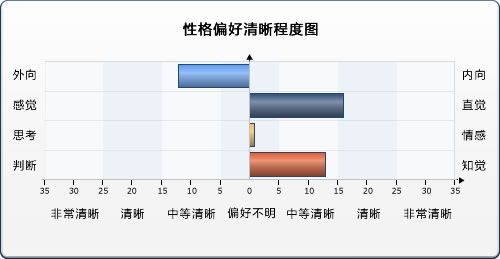 性格偏好清晰程度图
外向 内向
感觉 直觉
思考 情感
判断 知觉
35 30 25 20 15 10 5 0 5 10 15 20 25 30 35
非常清晰 清晰 中等清晰 偏好不明 中等清晰 清晰 非常清晰